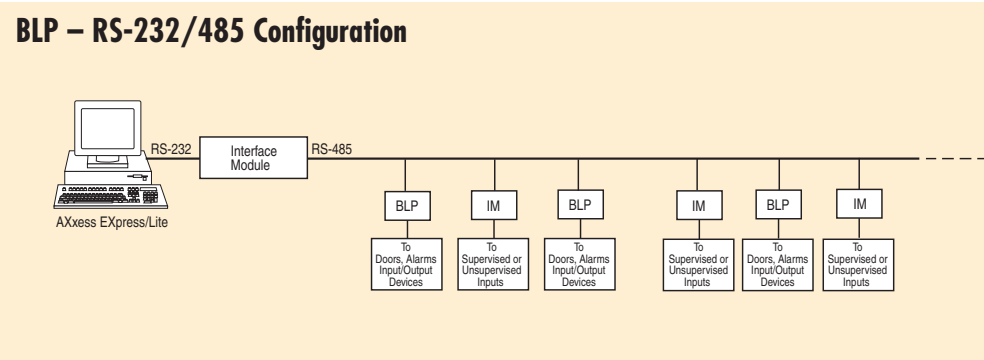 BLP – RS-232/485 Configuration
RS-232
Interface
Module
RS-485
AXxess EXpress/Lite
BLP
IM
BLP
IM
BLP
IM
To
Doors, Alarms
Input/Output
Devices
To
Supervised or
Unsupervised
Inputs
To
Doors, Alarms
Input/Output
Devices
To
Supervised or
Unsupervised
Inputs
To
Doors, Alarms
Input/Output
Devices
To
Supervised or
Unsupervised
Inputs